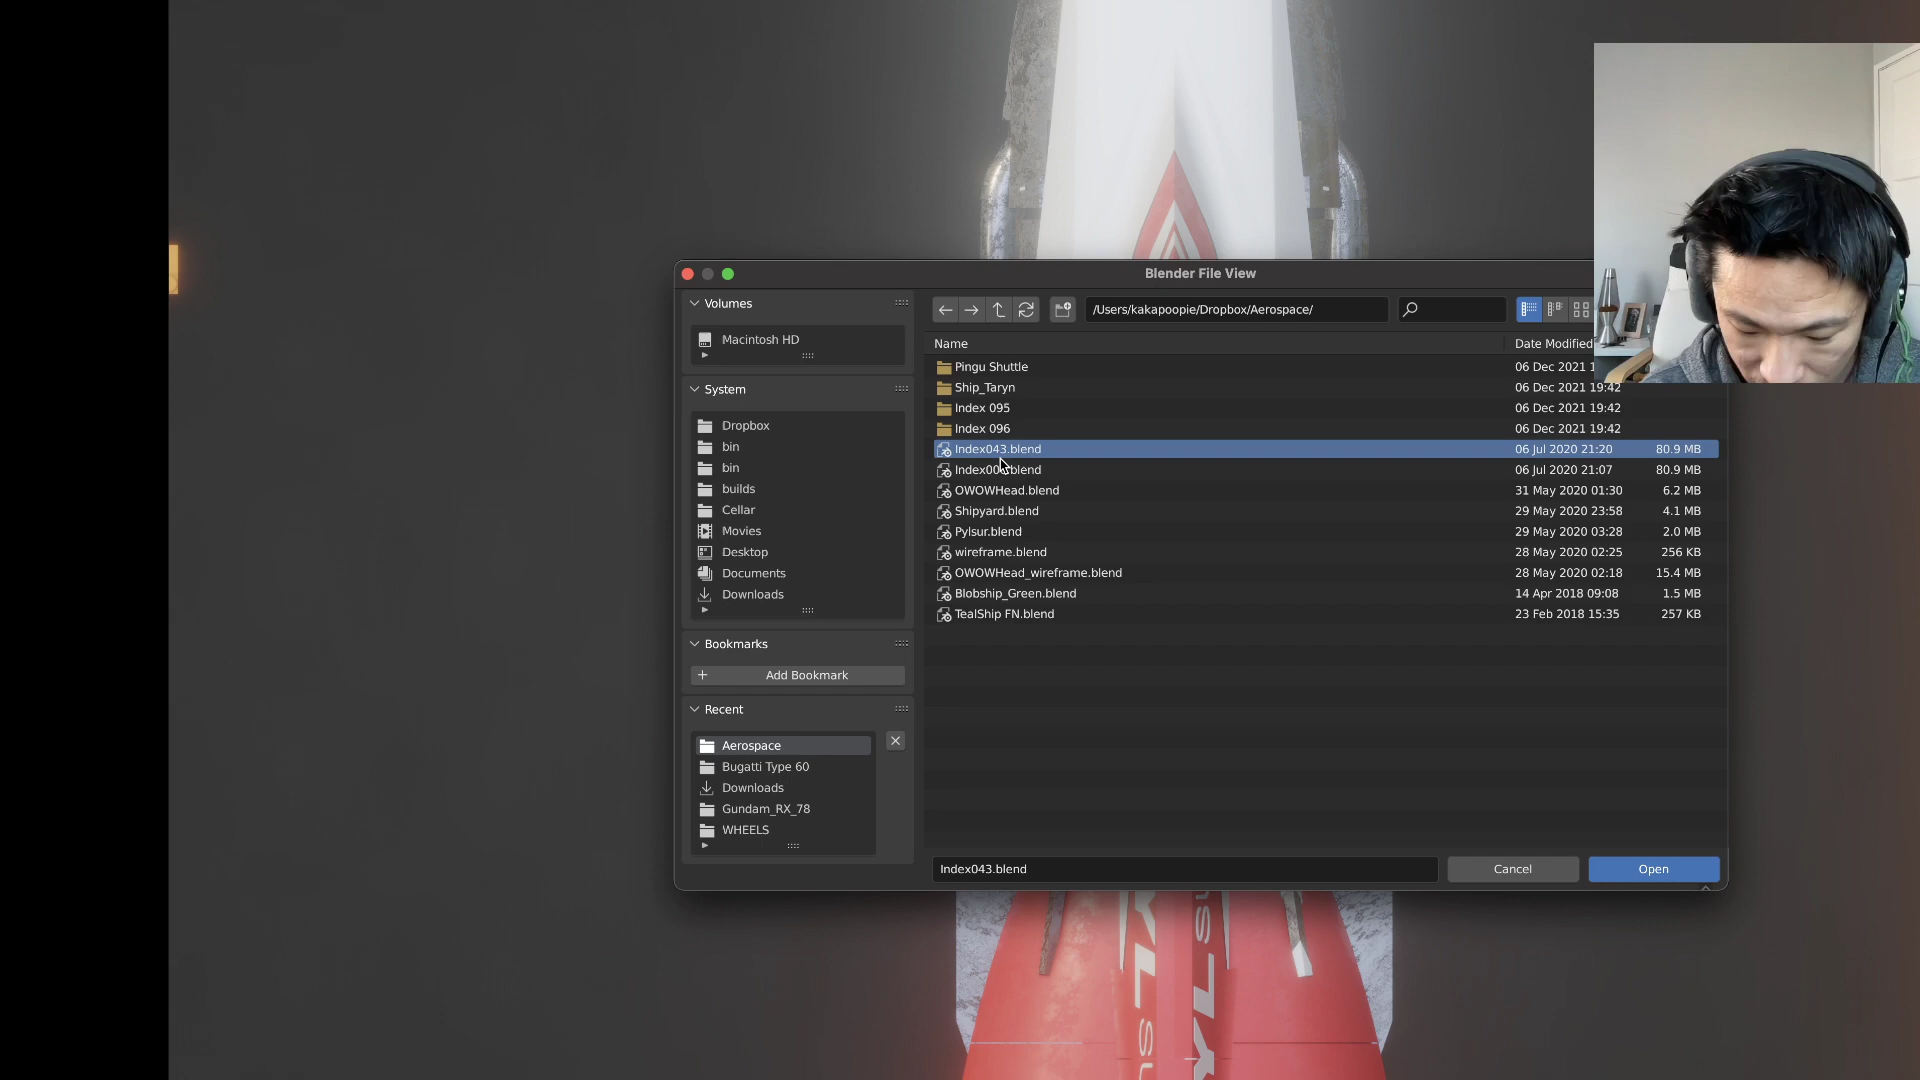 Blender File View
Volumes
Macintosh HD
System
Dropbox
bin
bin
builds
Cellar
Movies
Desktop
Documents
Downloads
Bookmarks
Add Bookmark
Recent
Aerospace
Bugatti Type 60
Downloads
Gundam_RX_78
WHEELS
/Users/kakapoopie/Dropbox/Aerospace/
Name Date Modified
Pingu Shuttle 06 Dec 2021
Ship_Taryn 06 Dec 2021 19:42
Index 095 06 Dec 2021 19:42
Index 096 06 Dec 2021 19:42
Index043.blend 06 Jul 2020 21:20 80.9 MB
06 Jul 2020 21:07 80.9 MB
OWOWHead.blend 31 May 2020 01:30 6.2 MB
Shipyard.blend 29 May 2020 23:58 4.1 MB
Pylsur.blend 29 May 2020 03:28 2.0 MB
wireframe.blend 28 May 2020 02:25 256 KB
OWOWHead_wireframe.blend 28 May 2020 02:18 15.4 MB
Blobship_Green.blend 14 Apr 2018 09:08 1.5 MB
TealShip FN.blend 23 Feb 2018 15:35 257 KB
Index043.blend
Cancel
Open